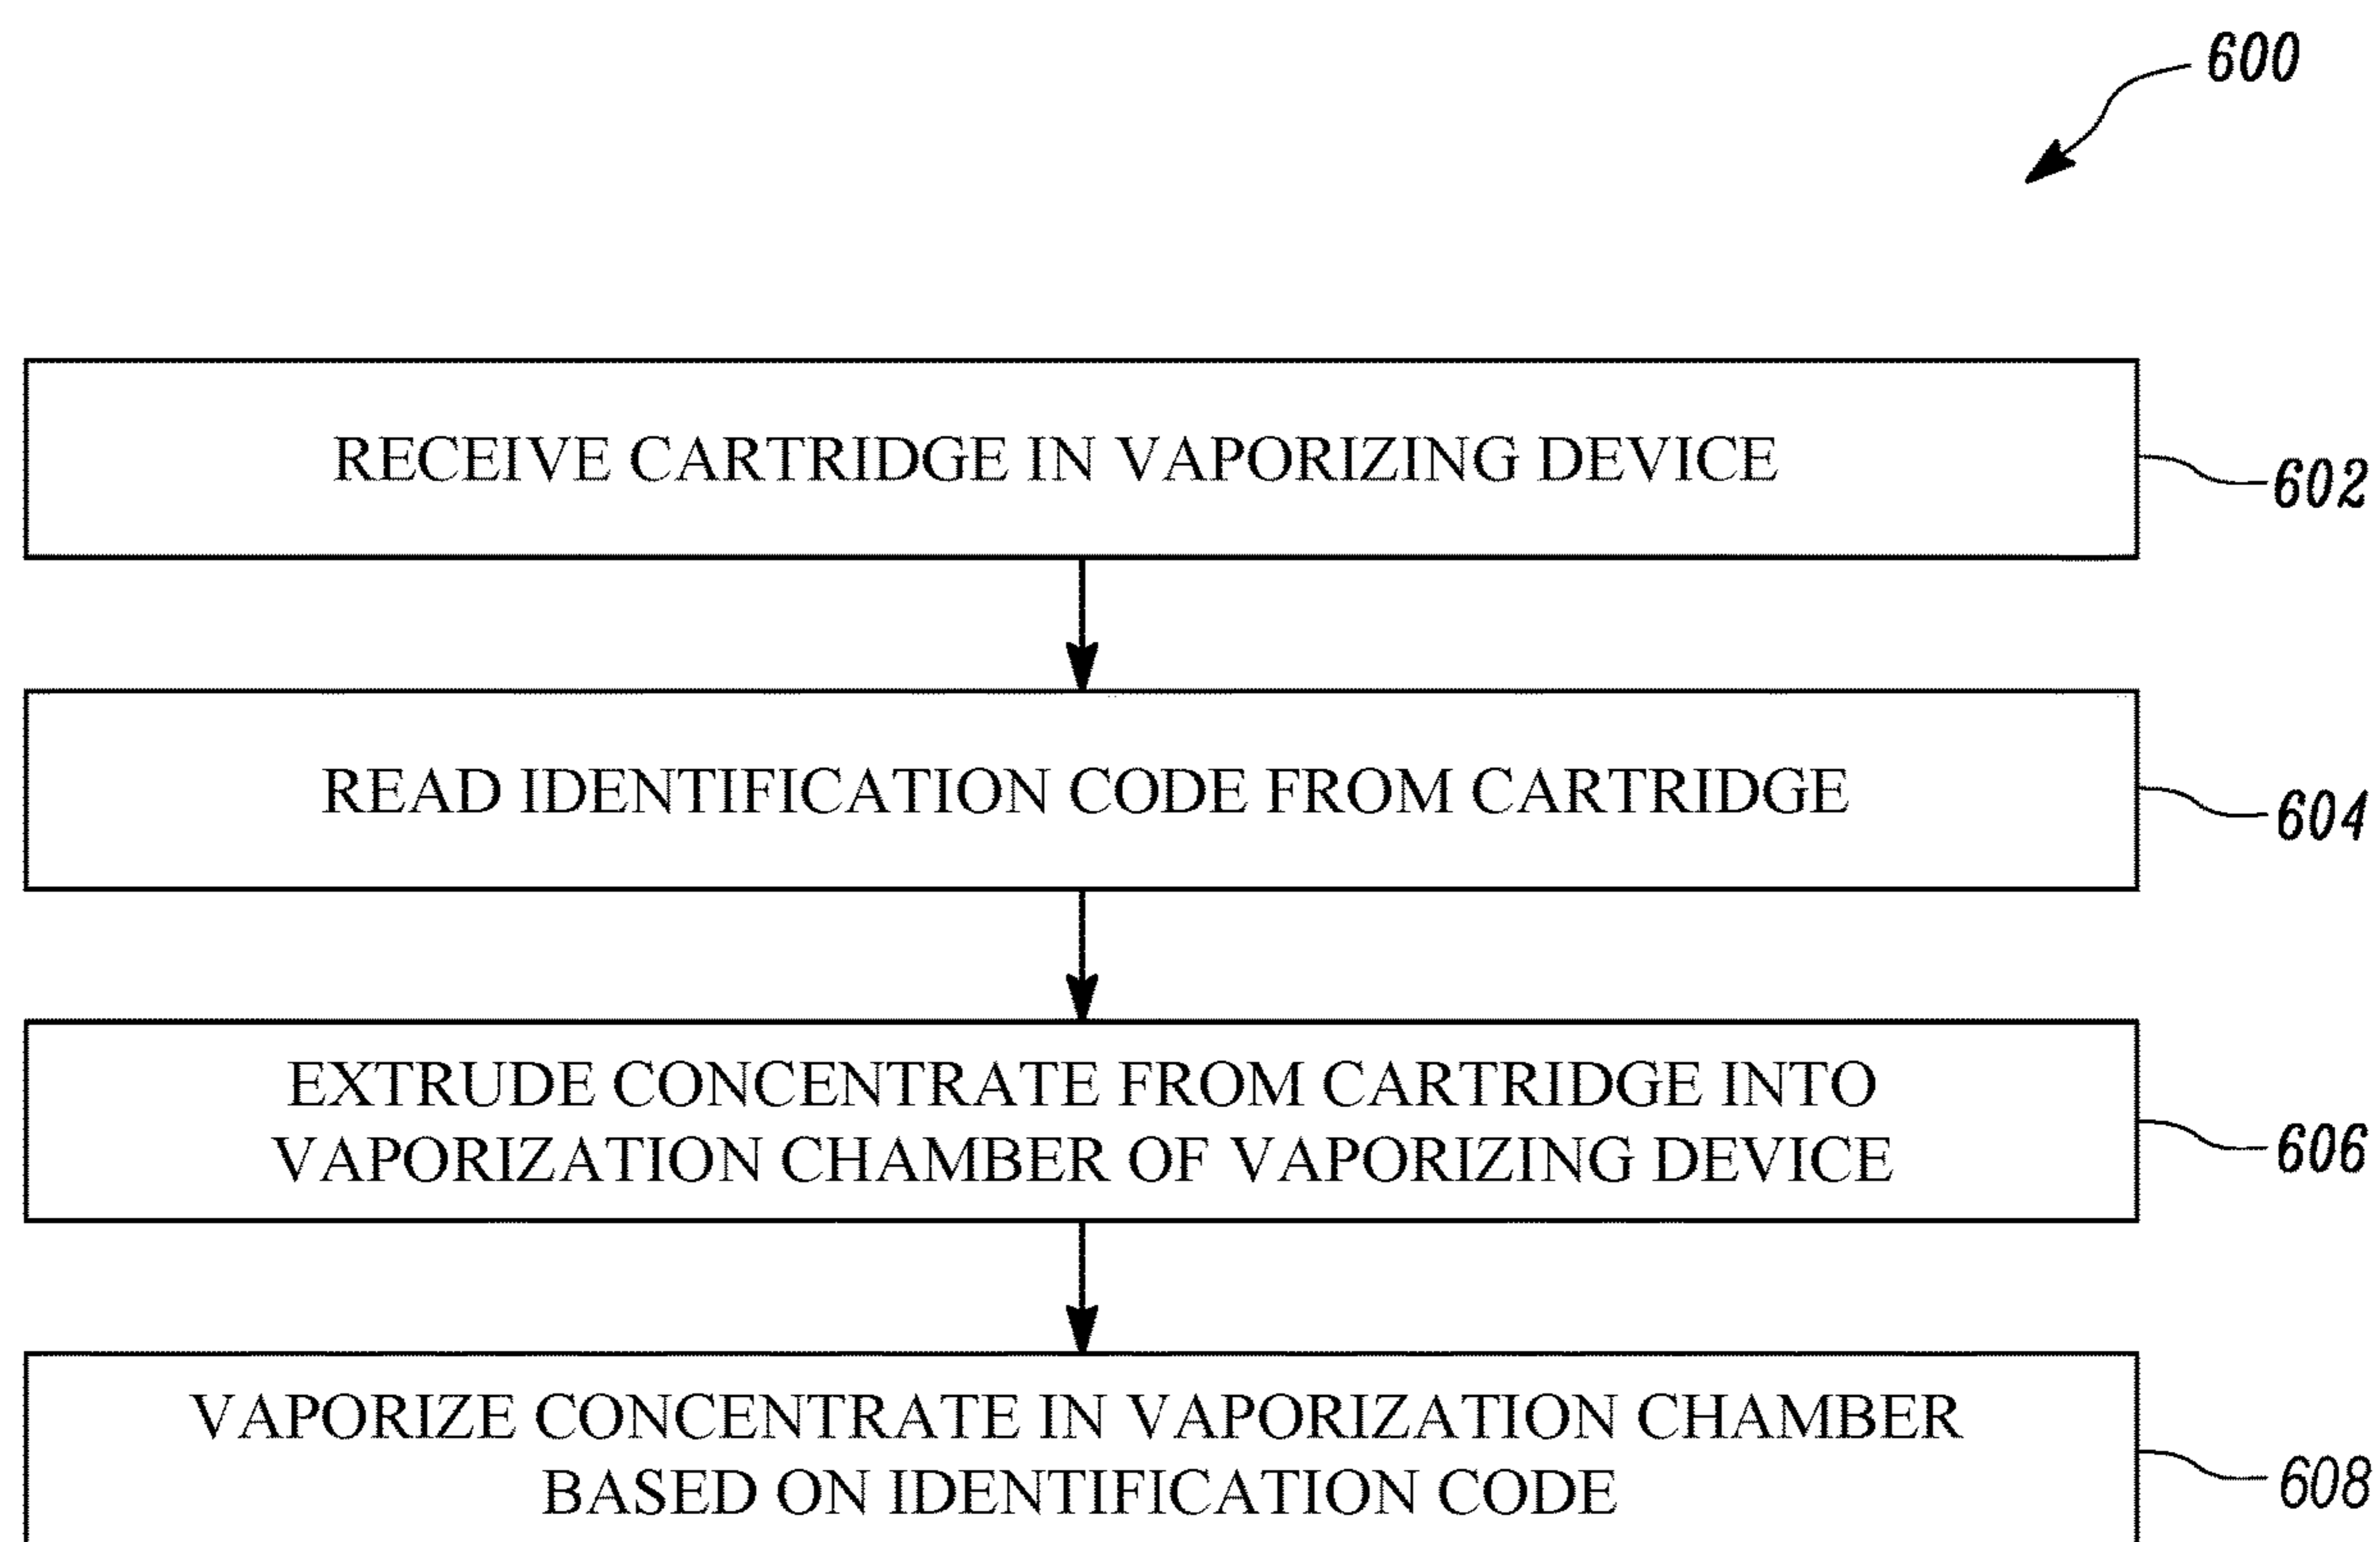 600
RECEIVE CARTRIDGE IN VAPORIZING DEVICE
602
READ IDENTIFICATION CODE FROM CARTRIDGE
604
EXTRUDE CONCENTRATE FROM CARTRIDGE INTO
VAPORIZATION CHAMBER OF VAPORIZING DEVICE
606
VAPORIZE CONCENTRATE IN VAPORIZATION CHAMBER
BASED ON IDENTIFICATION CODE
608